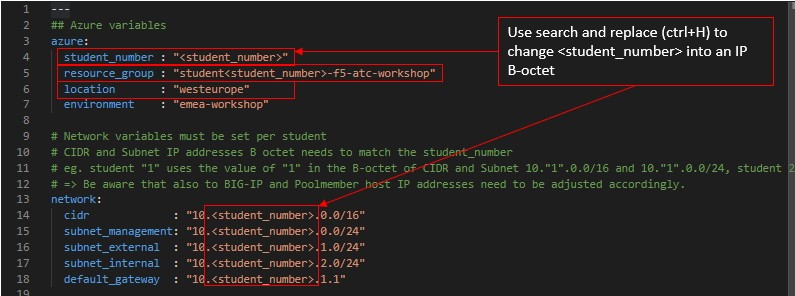 1 ---
2 ## Azure variables
3 azure:
4 student_number : "<student_number>"
5 resource_group : "student<student_number>-f5-atc-workshop"
6 location : "westeurope"
7 environment : "emea-workshop"
8
9 # Network variables must be set per student
10 # CIDR and Subnet IP addresses B octet needs to match the student_number
11 # eg. student "1" uses the value of "1" in the B-octet of CIDR and Subnet 10."1".0.0/16 and 10."1".0.0/24, student 2
12 # => Be aware that also to BIG-IP and Poolmember host IP addresses need to be adjusted accordingly.
13 network:
14 cidr : "10.<student_number>.0.0/16"
15 subnet_management: "10.<student_number>.0.0/24"
16 subnet_external : "10.<student_number>.1.0/24"
17 subnet_internal : "10.<student_number>.2.0/24"
18 default_gateway : "10.<student_number>.1.1"
19
Use search and replace (ctrl+H) to
change <student_number> into an IP
B-octet